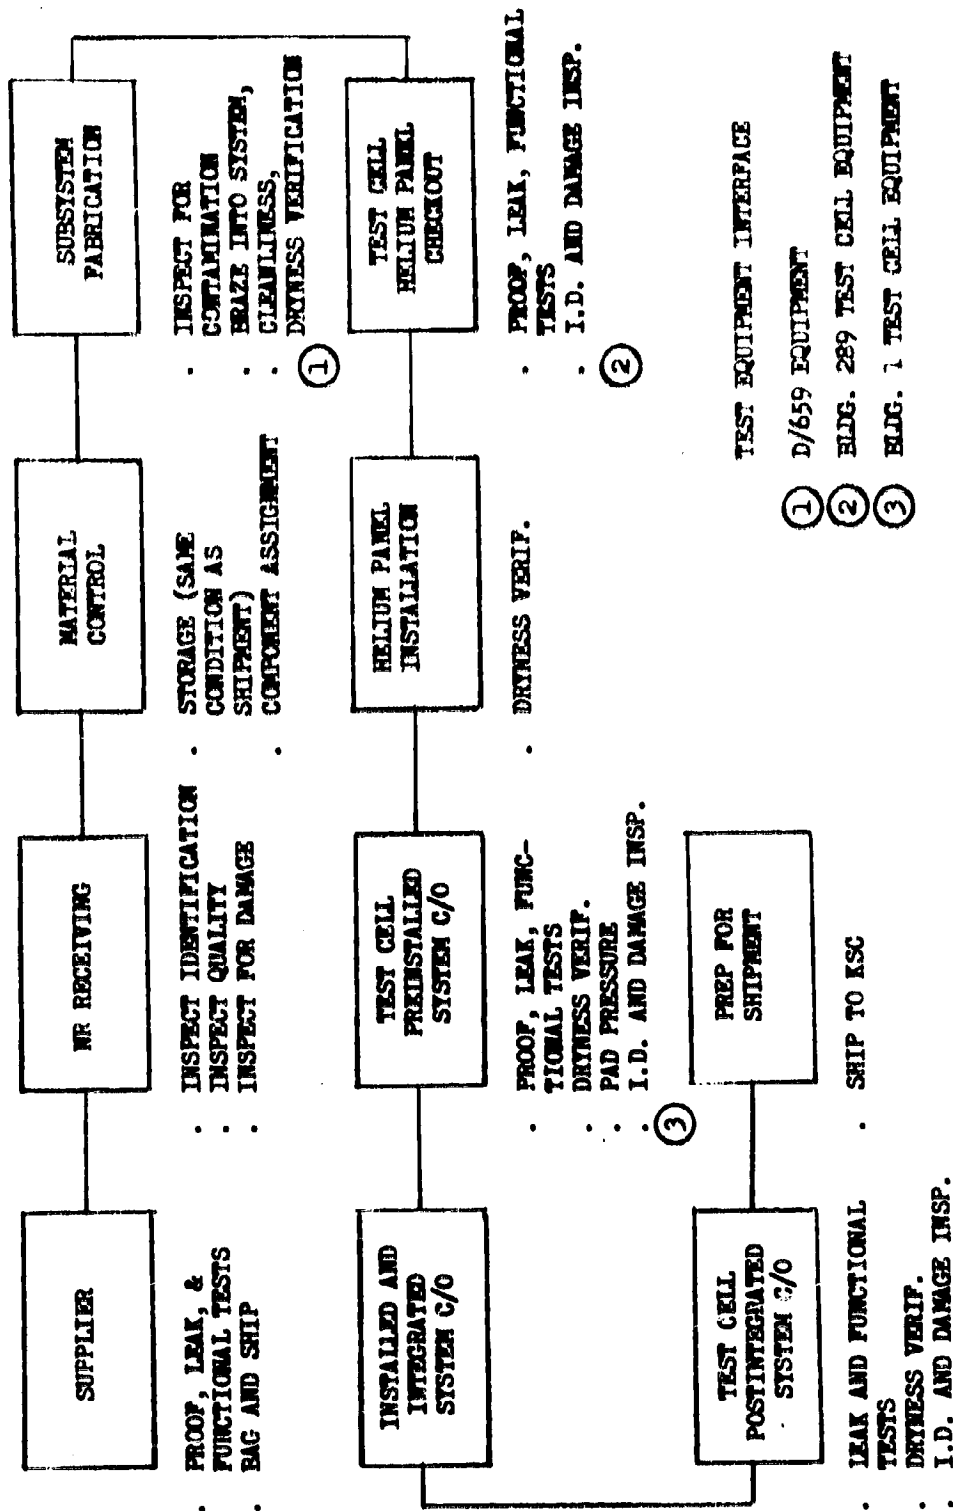 SUPPLIER
. PROOF, LEAK, &
FUNCTIONAL TESTS
. BAG AND SHIP
NR RECEIVING
. INSPECT IDENTIFICATION
. INSPECT QUALITY
. INSPECT FOR DAMAGE
MATERIAL
CONTROL
. STORAGE (SAME
CONDITION AS
SHIPMENT)
. COMPONENT ASSIGNMENT
SUBSYSTEM
FABRICATION
. INSPECT FOR
CONTAMINATION
. BRAZE INTO SYSTEM,
. CLEANLINESS,
DRYNESS VERIFICATION
1
INSTALLED AND
INTEGRATED
SYSTEM C/O
TEST CELL
PREINSTALLED
SYSTEM C/O
. PROOF, LEAK, FUNC-
TIONAL TESTS
. DRYNESS VERIF.
. PAD PRESSURE
. I.D. AND DAMAGE INSP.
3
HELIUM PANEL
INSTALLATION
. DRYNESS VERIF.
TEST CELL
HELIUM PANEL
CHECKOUT
. PROOF, LEAK, FUNCTIONAL
TESTS
. I.D. AND DAMAGE INSP.
2
TEST CELL
POSTINTEGRATED
SYSTEM C/O
. LEAK AND FUNCTIONAL
TESTS
. DRYNESS VERIF.
. I.D. AND DAMAGE INSP.
PREP FOR
SHIPMENT
. SHIP TO KSC
TEST EQUIPMENT INTERFACE
1 D/659 EQUIPMENT
2 BLDG. 289 TEST CELL EQUIPMENT
3 BLDG. 1 TEST CELL EQUIPMENT